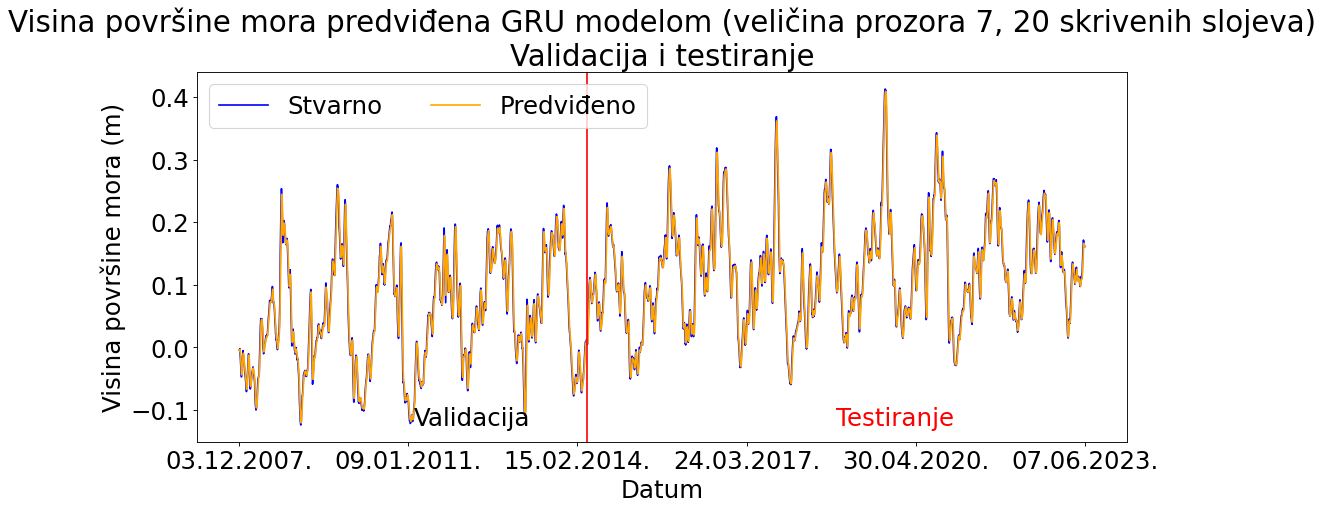 Visina površine mora predviđena GRU modelom (veličina prozora 7, 20 skrivenih slojeva)
Validacija i testiranje
Stvarno
Predviđeno
Visina površine mora (m)
0.4
0.3
0.2
0.1
0.0
−0.1
Validacija
Testiranje
03.12.2007.
09.01.2011.
15.02.2014.
24.03.2017.
30.04.2020.
07.06.2023.
Datum